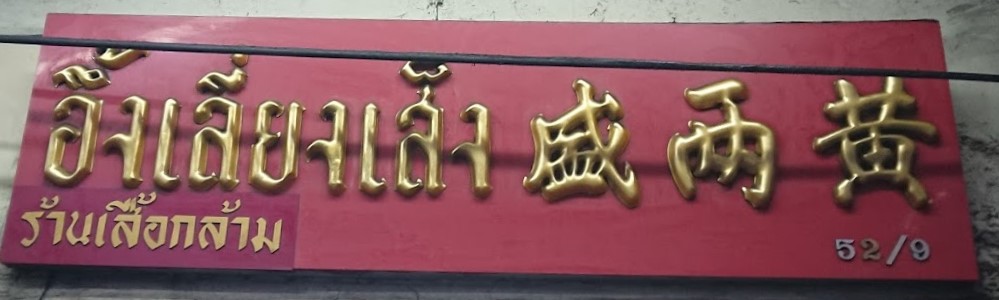 อึ้งเลี่ยงเส็ง
黄兩盛
ร้านเสื้อกล้าม
52/9